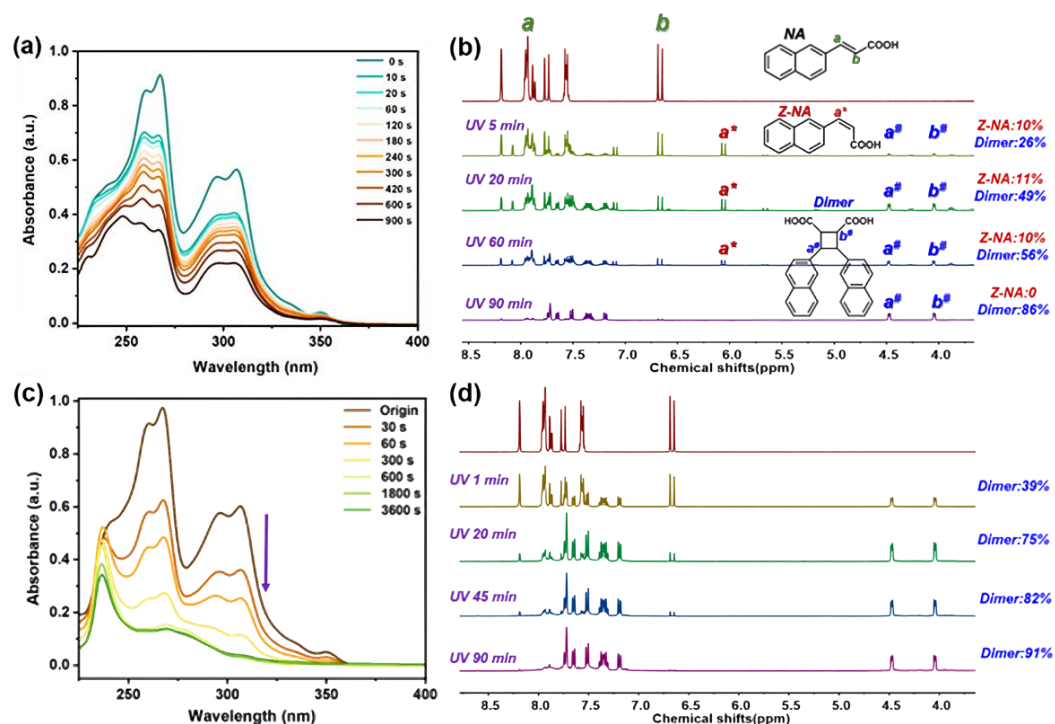 (a)
1.0
0.8
0.6
0.4
0.2
0.0
Absorbance (a.u.)
250
300
350
400
Wavelength (nm)
0 s
10 s
20 s
60 s
120 s
180 s
240 s
300 s
420 s
600 s
900 s
(b)
a
b
NA
a
b
COOH
UV 5 min
a*
Z-NA
a*
COOH
a# b#
Z-NA:10%
Dimer:26%
UV 20 min
a*
a# b#
Z-NA:11%
Dimer:49%
Dimer
HOOC
COOH
a#
b#
UV 60 min
a*
a# b#
Z-NA:10%
Dimer:56%
UV 90 min
a# b#
Z-NA:0
Dimer:86%
8.0 7.5 7.0 6.5 6.0 5.5 5.0 4.5 4.0
Chemical shifts(ppm)
(c)
1.0
0.8
0.6
0.4
0.2
0.0
Absorbance (a.u.)
250
300
350
400
Wavelength (nm)
Origin
30 s
60 s
300 s
600 s
1800 s
3600 s
(d)
UV 1 min
Dimer:39%
UV 20 min
Dimer:75%
UV 45 min
Dimer:82%
UV 90 min
Dimer:91%
8.5 8.0 7.5 7.0 6.5 6.0 5.5 5.0 4.5 4.0
Chemical shifts(ppm)